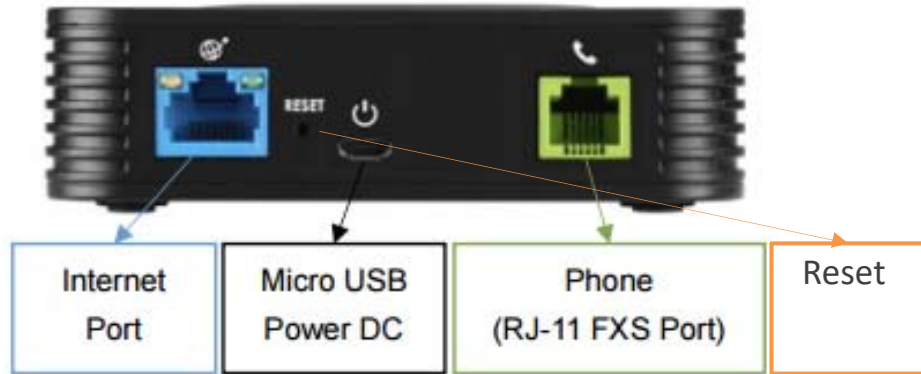 RESET
Internet
Port
Micro USB
Power DC
Phone
(RJ-11 FXS Port)
Reset